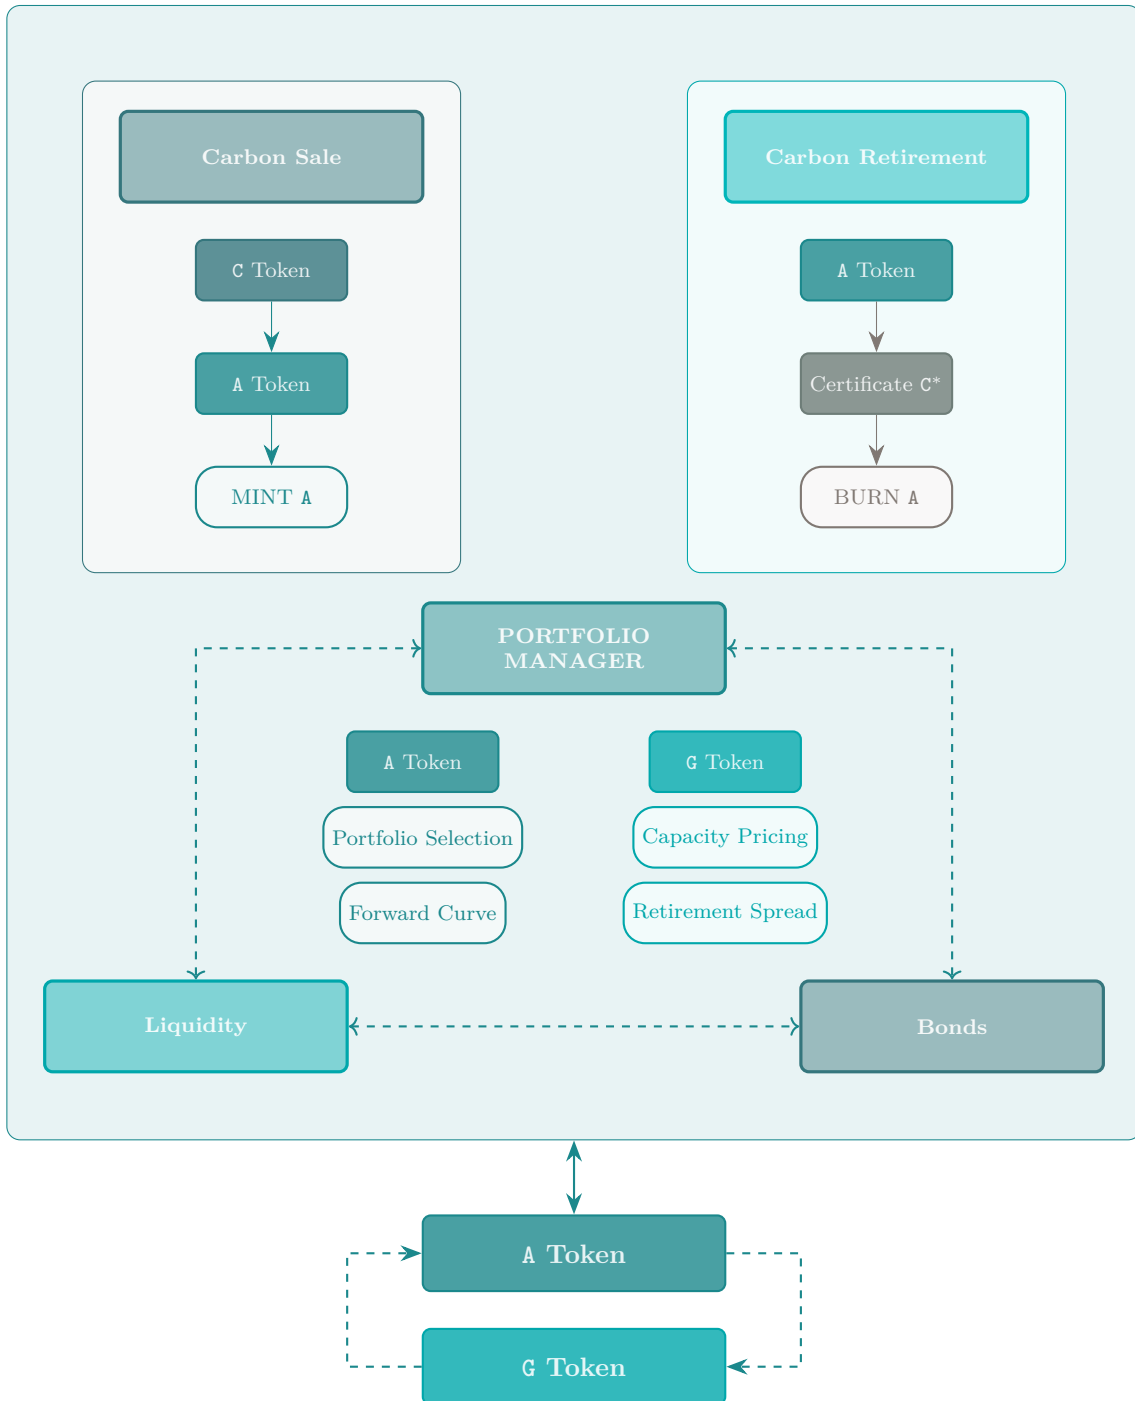 Carbon Sale
C Token
A Token
MINT A
Carbon Retirement
A Token
Certificate C*
BURN A
PORTFOLIO
MANAGER
A Token
G Token
Portfolio Selection
Capacity Pricing
Forward Curve
Retirement Spread
Liquidity
Bonds
A Token
G Token